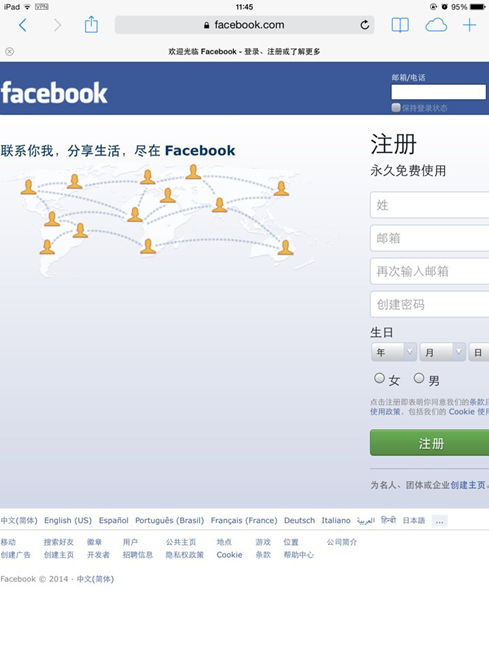 iPad VPN 11:45 95%
facebook.com
欢迎光临 Facebook - 登录、注册或了解更多
facebook
邮箱/电话
保持登录状态
联系你我，分享生活，尽在 Facebook
注册
永久免费使用
姓
邮箱
再次输入邮箱
创建密码
生日
年 月 日
女 男
点击注册即表明你同意我们的条款
使用政策，包括我们的 Cookie 使
注册
为名人、团体或企业创建主页。
中文(简体) English (US) Español Português (Brasil) Français (France) Deutsch Italiano العربية हिन्दी 日本語 ...
移动 搜索好友 徽章 用户 公共主页 地点 游戏 位置 公司简介
创建广告 创建主页 开发者 招聘信息 隐私权政策 Cookie 条款 帮助中心
Facebook © 2014 · 中文(简体)